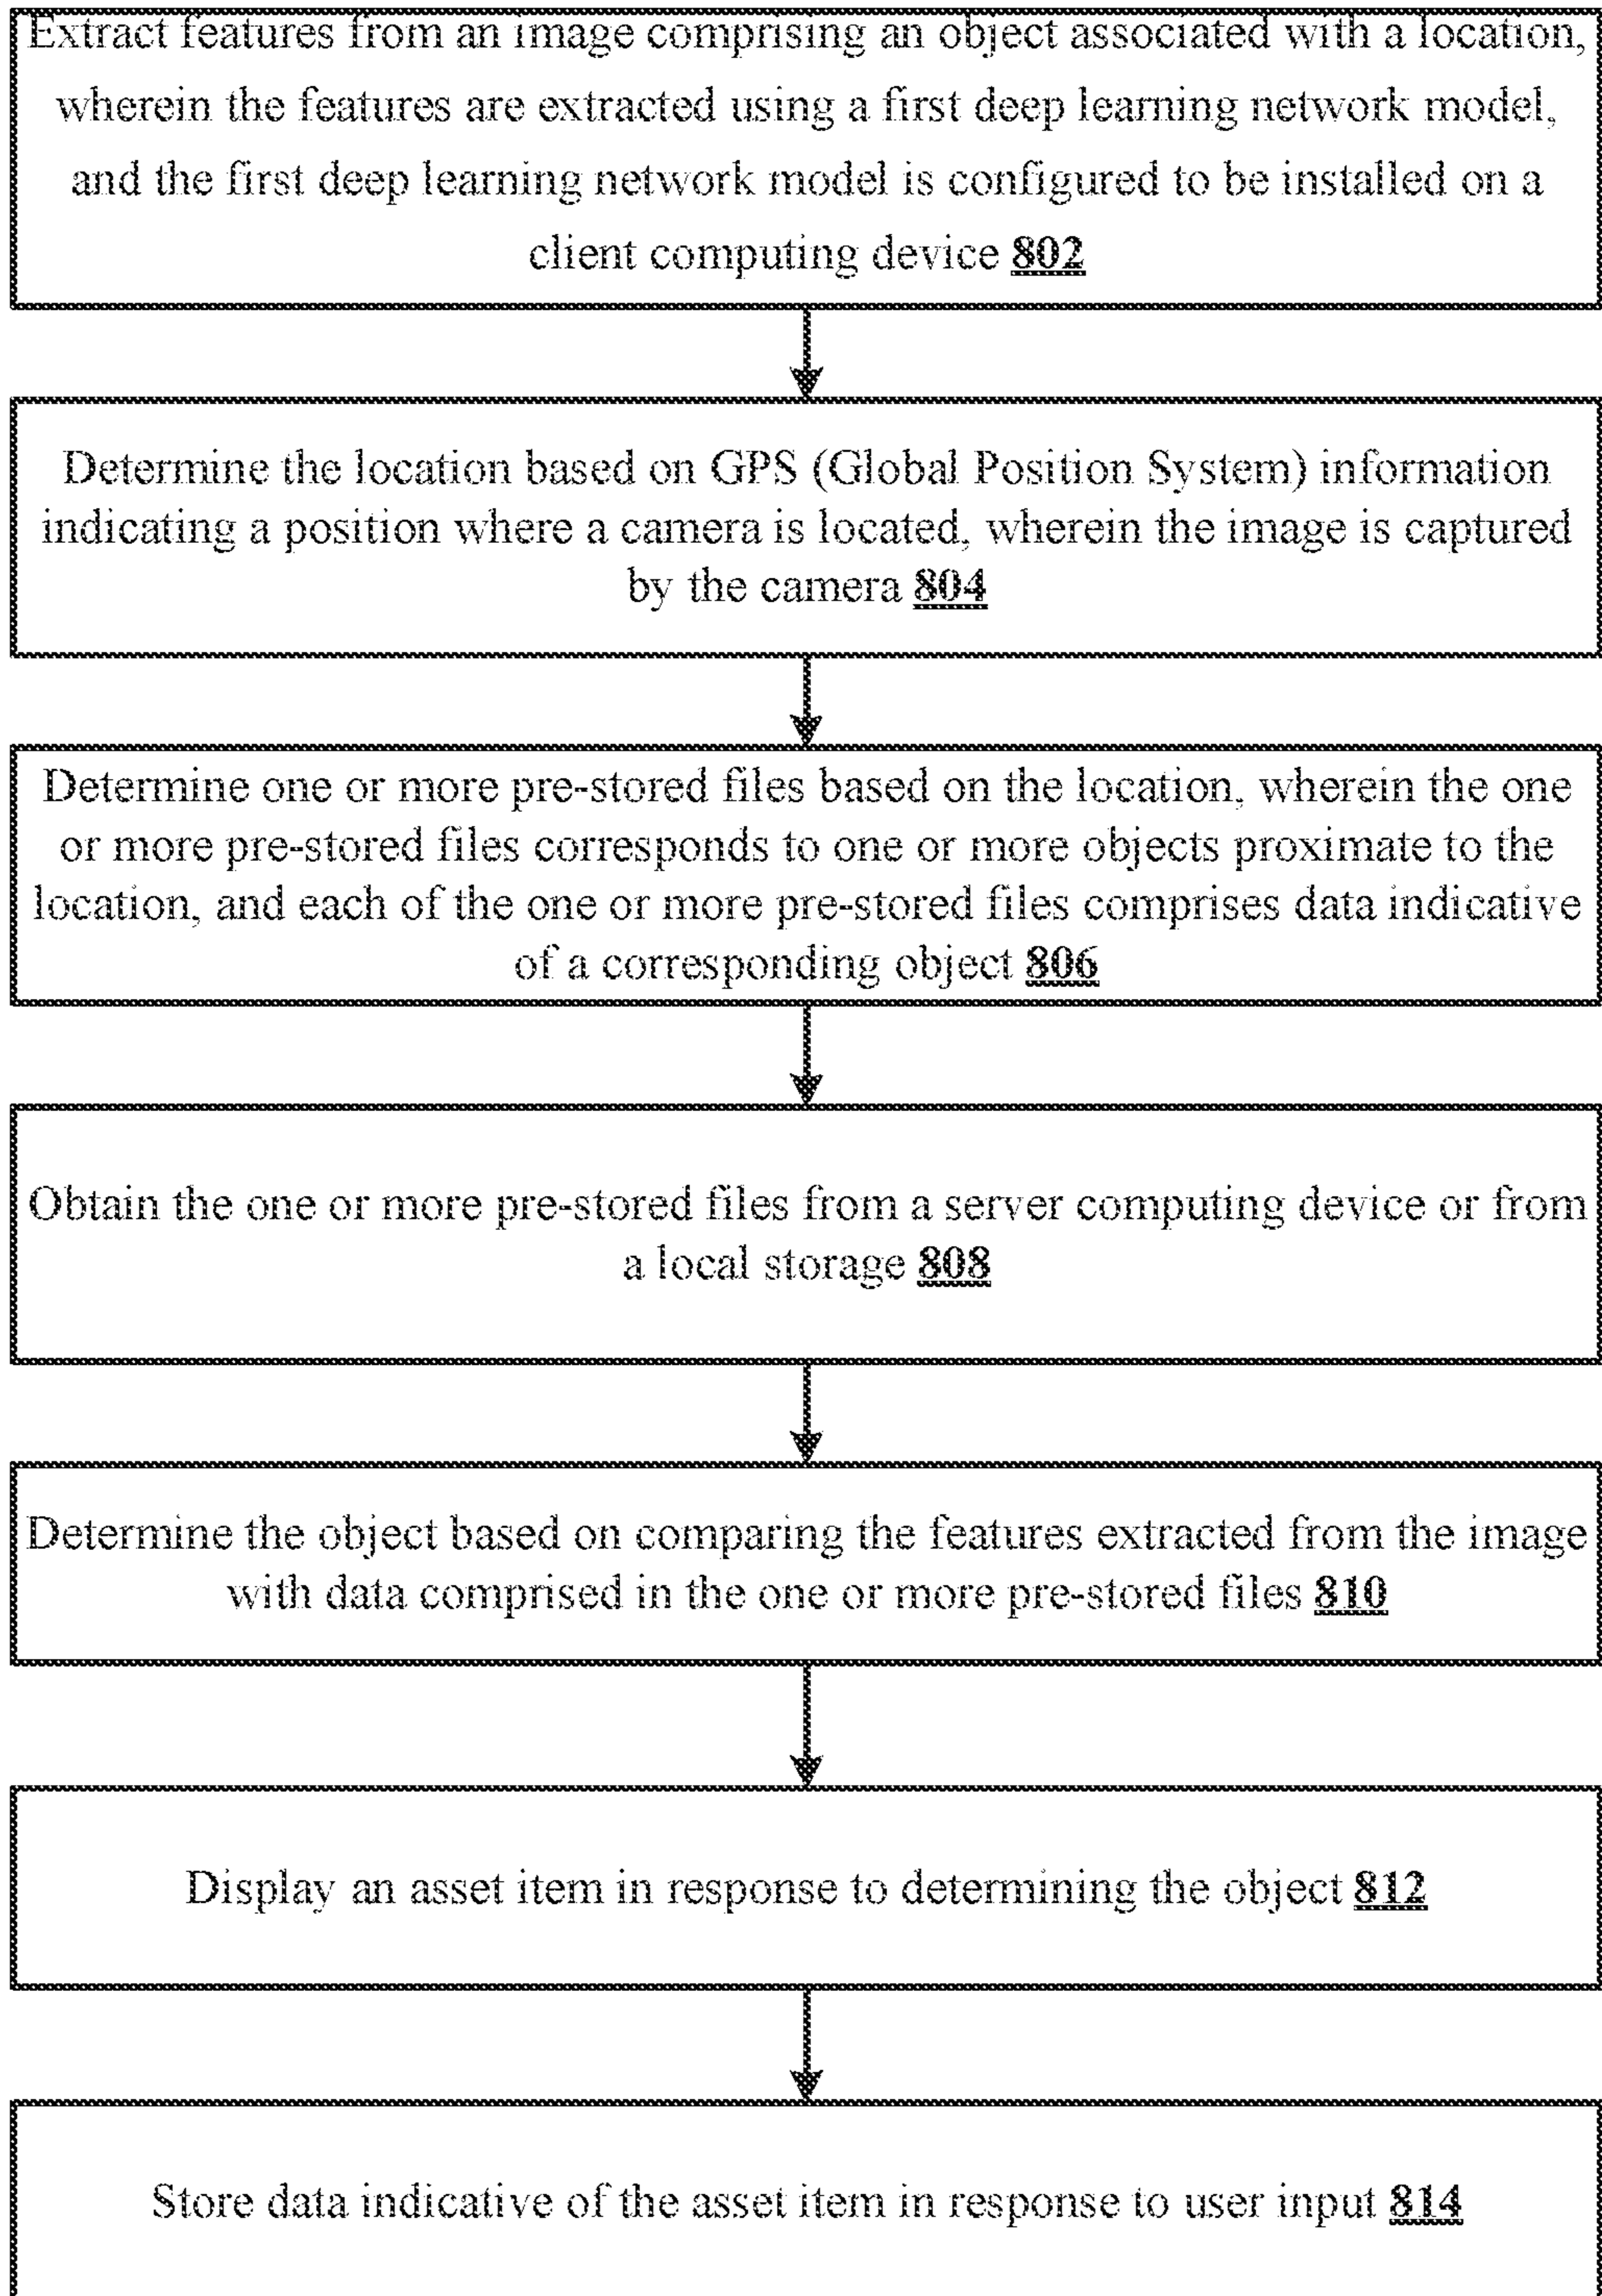 Extract features from an image comprising an object associated with a location,
wherein the features are extracted using a first deep learning network model,
and the first deep learning network model is configured to be installed on a
client computing device 802
Determine the location based on GPS (Global Position System) information
indicating a position where a camera is located, wherein the image is captured
by the camera 804
Determine one or more pre-stored files based on the location, wherein the one
or more pre-stored files corresponds to one or more objects proximate to the
location, and each of the one or more pre-stored files comprises data indicative
of a corresponding object 806
Obtain the one or more pre-stored files from a server computing device or from
a local storage 808
Determine the object based on comparing the features extracted from the image
with data comprised in the one or more pre-stored files 810
Display an asset item in response to determining the object 812
Store data indicative of the asset item in response to user input 814